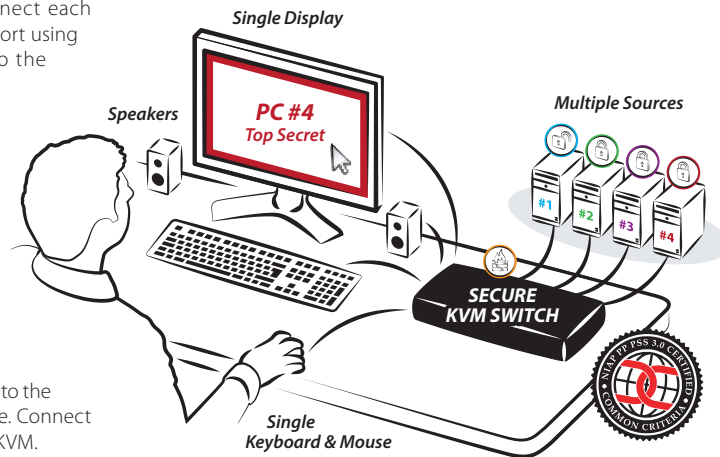 nnect each
ort using
o the
Single Display
Speakers
PC #4
Top Secret
Multiple Sources
#1
#2
#3
#4
SECURE
KVM SWITCH
NIAP PP PSS 3.0 CERTIFIED
COMMON CRITERIA
to the
e. Connect
KVM.
Single
Keyboard & Mouse